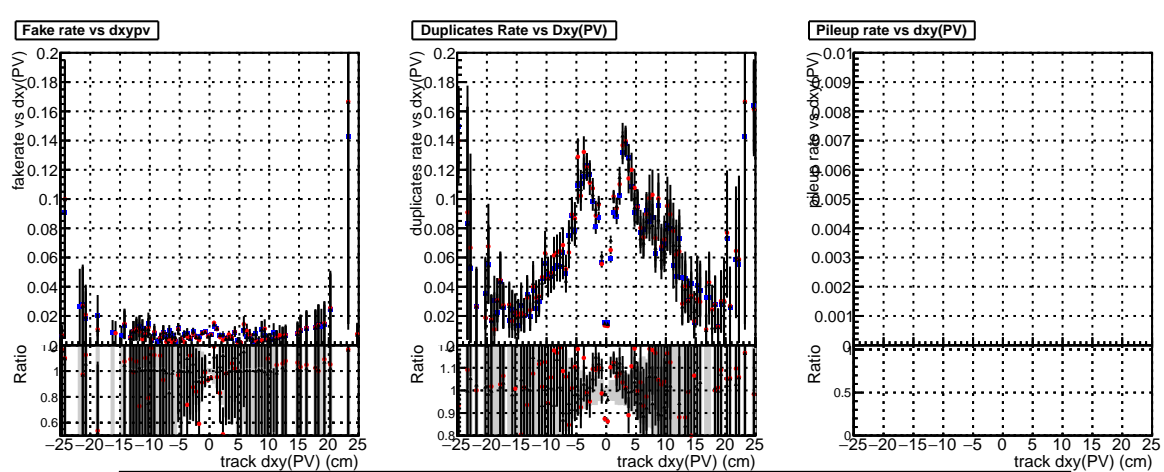 Fake rate vs dxypv
fakerate vs dxy(PV)
0.2
0.18
0.16
0.14
0.12
0.1
0.08
0.06
0.04
0.02
0
Ratio
1
0.8
0.6
−25 −20 −15 −10 −5 0 5 10 15 20 25
track dxy(PV) (cm)
Duplicates Rate vs Dxy(PV)
duplicates rate vs dxy(PV)
0.2
0.18
0.16
0.14
0.12
0.1
0.08
0.06
0.04
0.02
0
Ratio
1.1
1
0.9
0.8
−25 −20 −15 −10 −5 0 5 10 15 20 25
track dxy(PV) (cm)
Pileup rate vs dxy(PV)
pileup rate vs dxy(PV)
0.01
0.009
0.008
0.007
0.006
0.005
0.004
0.003
0.002
0.001
0
Ratio
1
0.5
0
−25 −20 −15 −10 −5 0 5 10 15 20 25
track dxy(PV) (cm)